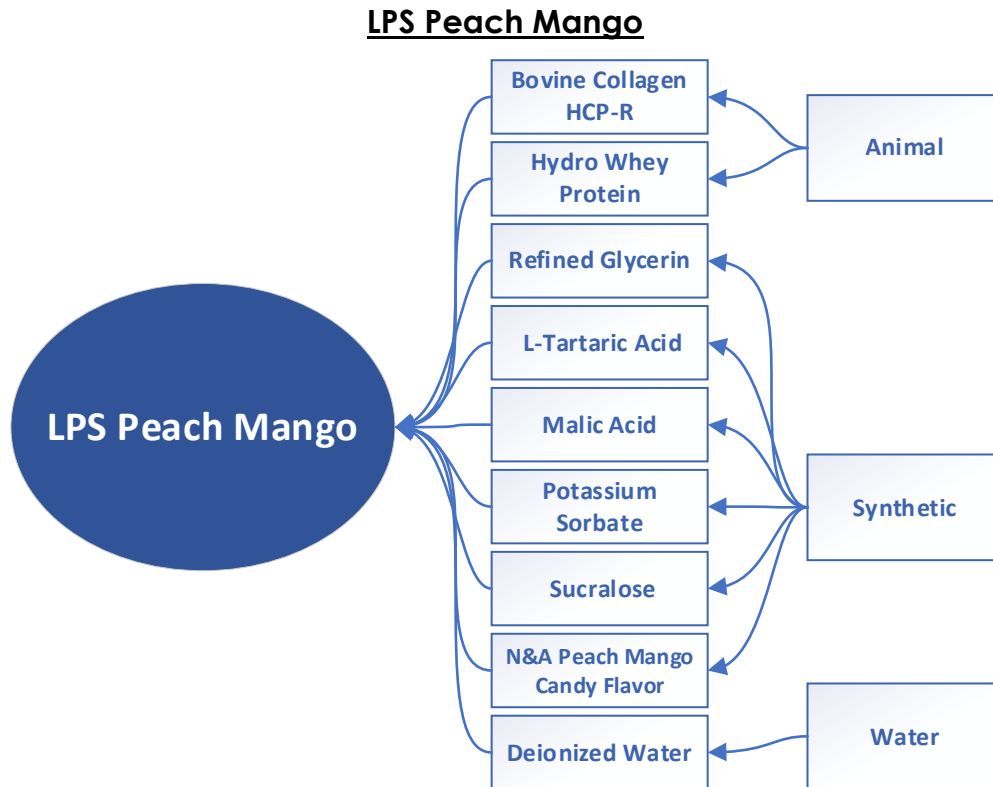 LPS Peach Mango
Bovine Collagen
HCP-R
Animal
Hydro Whey
Protein
Refined Glycerin
L-Tartaric Acid
LPS Peach Mango
Malic Acid
Potassium
Sorbate
Synthetic
Sucralose
N&A Peach Mango
Candy Flavor
Deionized Water
Water